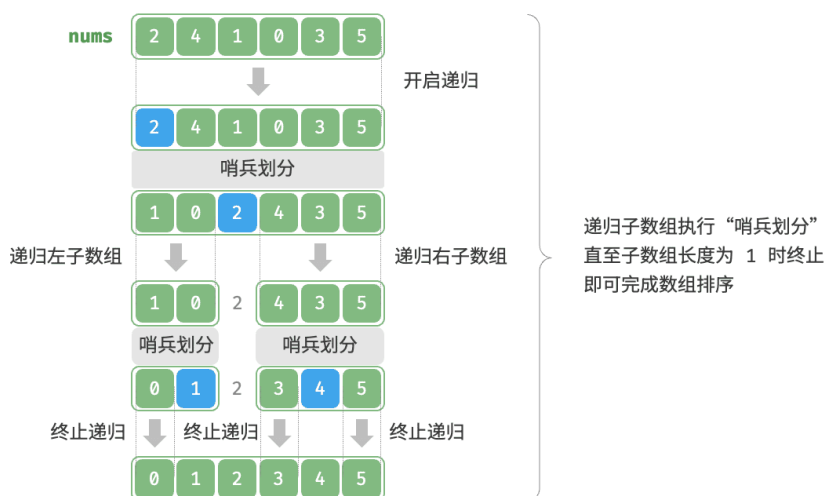 nums 2 4 1 0 3 5
开启递归
2 4 1 0 3 5
哨兵划分
1 0 2 4 3 5
递归左子数组
递归右子数组
1 0 2 4 3 5
哨兵划分 哨兵划分
0 1 2 3 4 5
终止递归 终止递归 终止递归
0 1 2 3 4 5
递归子数组执行“哨兵划分”
直至子数组长度为 1 时终止
即可完成数组排序